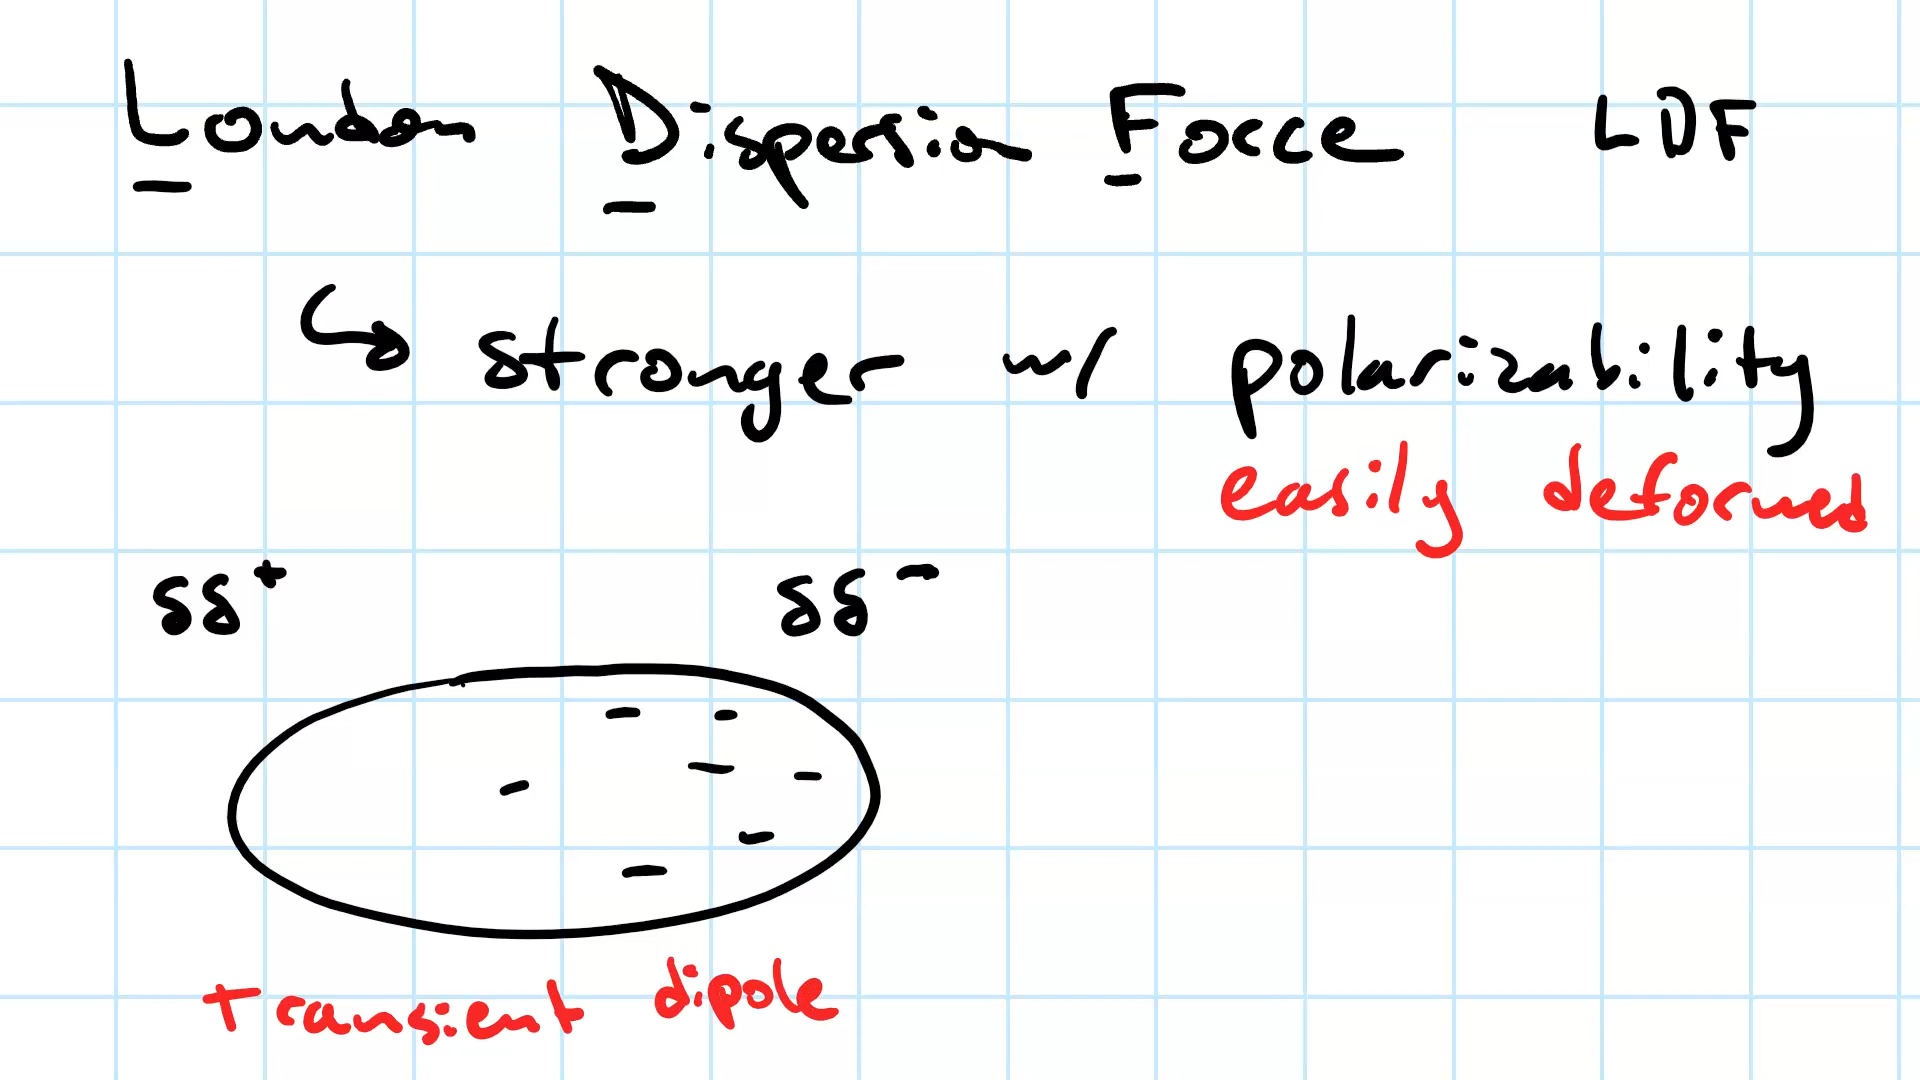 London Dispersion Force LDF
↳ stronger w/ polarizability
easily deformed
δδ⁺ δδ⁻
- -
- - -
-
-
transient dipole